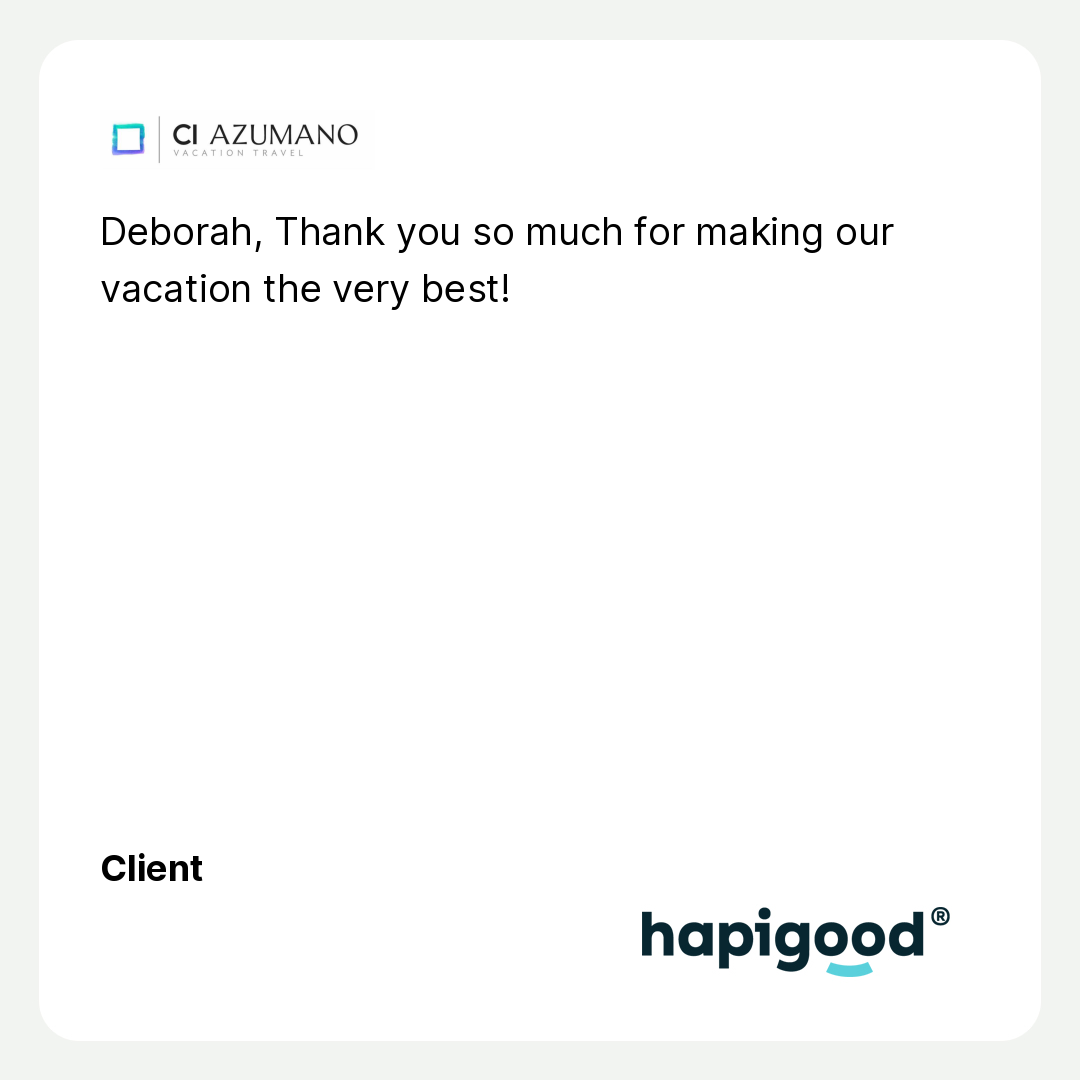 CI AZUMANO
VACATION TRAVEL
Deborah, Thank you so much for making our
vacation the very best!
Client
hapigood®